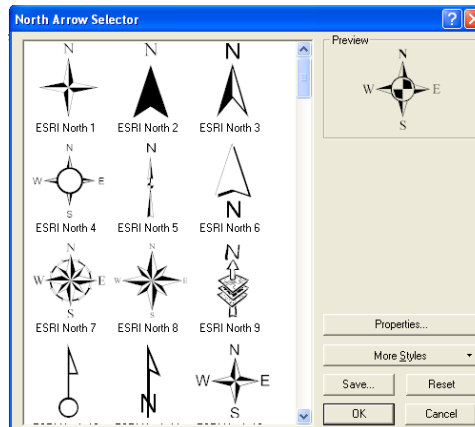 North Arrow Selector
N
N
N
ESRI North 1
ESRI North 2
ESRI North 3
N
W E
S
N
N
ESRI North 4
ESRI North 5
ESRI North 6
N
W E
S
N
W E
S
N
ESRI North 7
ESRI North 8
ESRI North 9
N
N
W E
S
Preview
N
W E
S
Properties...
More Styles
Save...
Reset
OK
Cancel